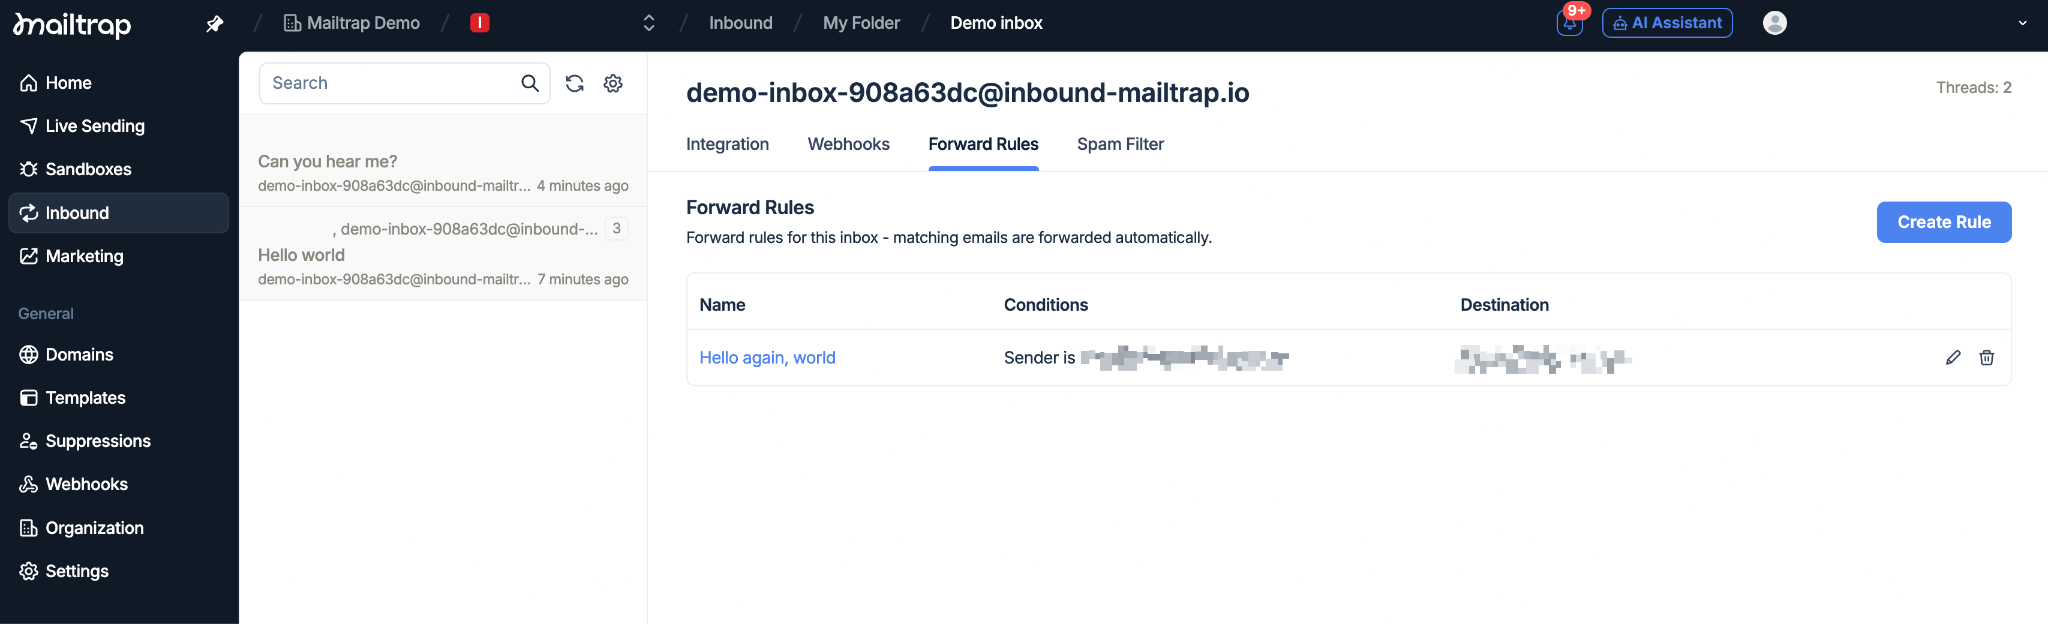 mailtrap
/ Mailtrap Demo / I / Inbound / My Folder / Demo inbox
9+
AI Assistant
Home
Live Sending
Sandboxes
Inbound
Marketing
General
Domains
Templates
Suppressions
Webhooks
Organization
Settings
Search
Can you hear me?
demo-inbox-908a63dc@inbound-mailtr... 4 minutes ago
, demo-inbox-908a63dc@inbound-... 3
Hello world
demo-inbox-908a63dc@inbound-mailtr... 7 minutes ago
demo-inbox-908a63dc@inbound-mailtrap.io
Threads: 2
Integration Webhooks Forward Rules Spam Filter
Forward Rules
Forward rules for this inbox - matching emails are forwarded automatically.
Create Rule
Name Conditions Destination
Hello again, world Sender is